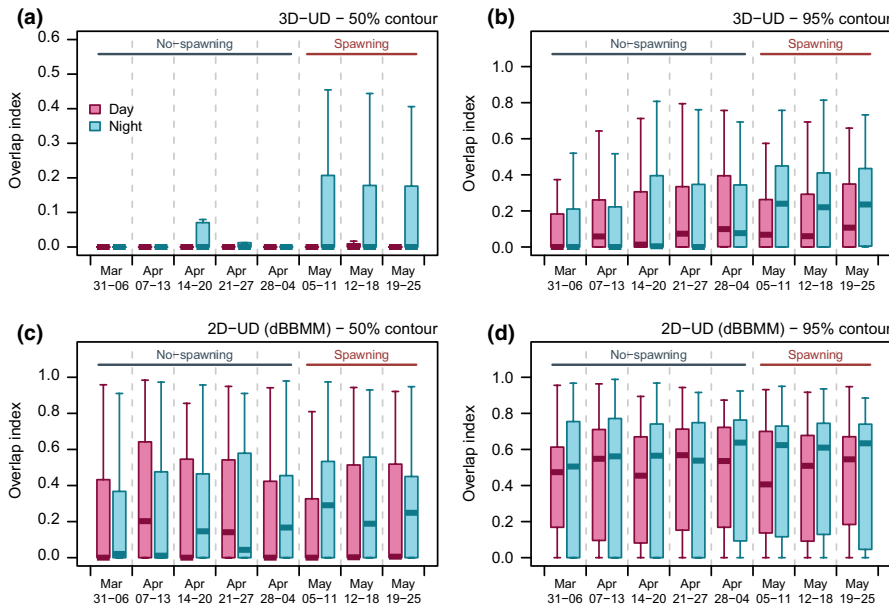 (a)
3D−UD − 50% contour
No−spawning
Spawning
Overlap index
0.6
0.5
0.4
0.3
0.2
0.1
0.0
Day
Night
Mar Apr Apr Apr Apr May May May
31−06 07−13 14−20 21−27 28−04 05−11 12−18 19−25
(b)
3D−UD − 95% contour
No−spawning
Spawning
Overlap index
1.0
0.8
0.6
0.4
0.2
0.0
Mar Apr Apr Apr Apr May May May
31−06 07−13 14−20 21−27 28−04 05−11 12−18 19−25
(c)
2D−UD (dBBMM) − 50% contour
No−spawning
Spawning
Overlap index
1.0
0.8
0.6
0.4
0.2
0.0
Mar Apr Apr Apr Apr May May May
31−06 07−13 14−20 21−27 28−04 05−11 12−18 19−25
(d)
2D−UD (dBBMM) − 95% contour
No−spawning
Spawning
Overlap index
1.0
0.8
0.6
0.4
0.2
0.0
Mar Apr Apr Apr Apr May May May
31−06 07−13 14−20 21−27 28−04 05−11 12−18 19−25